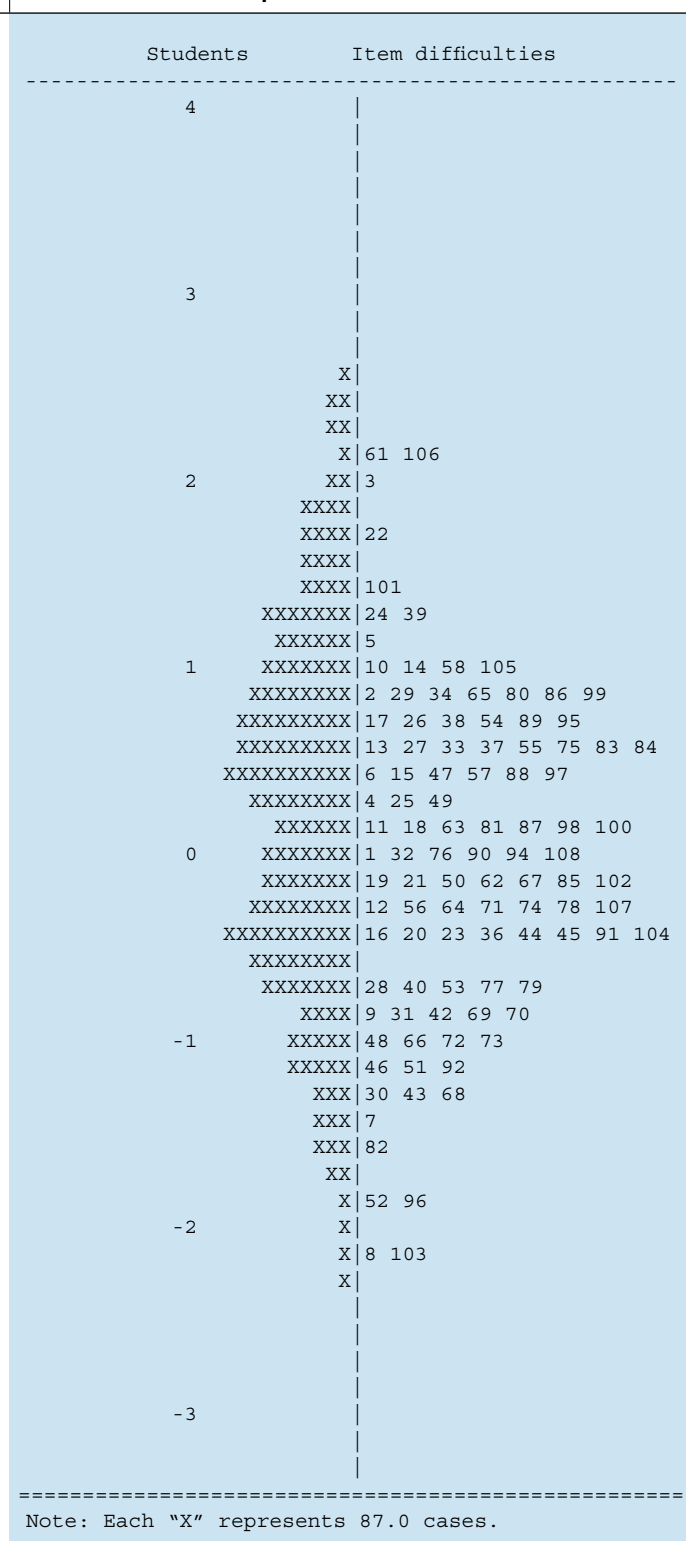 Students Item difficulties
----------------------------------------------------
4 |
|
|
|
|
|
|
3 |
|
|
X|
XX|
XX|
X|61 106
2 XX|3
XXXX|
XXXX|22
XXXX|
XXXX|101
XXXXXXX|24 39
XXXXXX|5
1 XXXXXXX|10 14 58 105
XXXXXXXX|2 29 34 65 80 86 99
XXXXXXXXX|17 26 38 54 89 95
XXXXXXXXX|13 27 33 37 55 75 83 84
XXXXXXXXXX|6 15 47 57 88 97
XXXXXXXX|4 25 49
XXXXXX|11 18 63 81 87 98 100
0 XXXXXXX|1 32 76 90 94 108
XXXXXXX|19 21 50 62 67 85 102
XXXXXXXX|12 56 64 71 74 78 107
XXXXXXXXXX|16 20 23 36 44 45 91 104
XXXXXXXX|
XXXXXXX|28 40 53 77 79
XXXX|9 31 42 69 70
-1 XXXXX|48 66 72 73
XXXXX|46 51 92
XXX|30 43 68
XXX|7
XXX|82
XX|
X|52 96
-2 X|
X|8 103
X|
|
|
|
|
-3 |
|
|
====================================================
Note: Each “X” represents 87.0 cases.